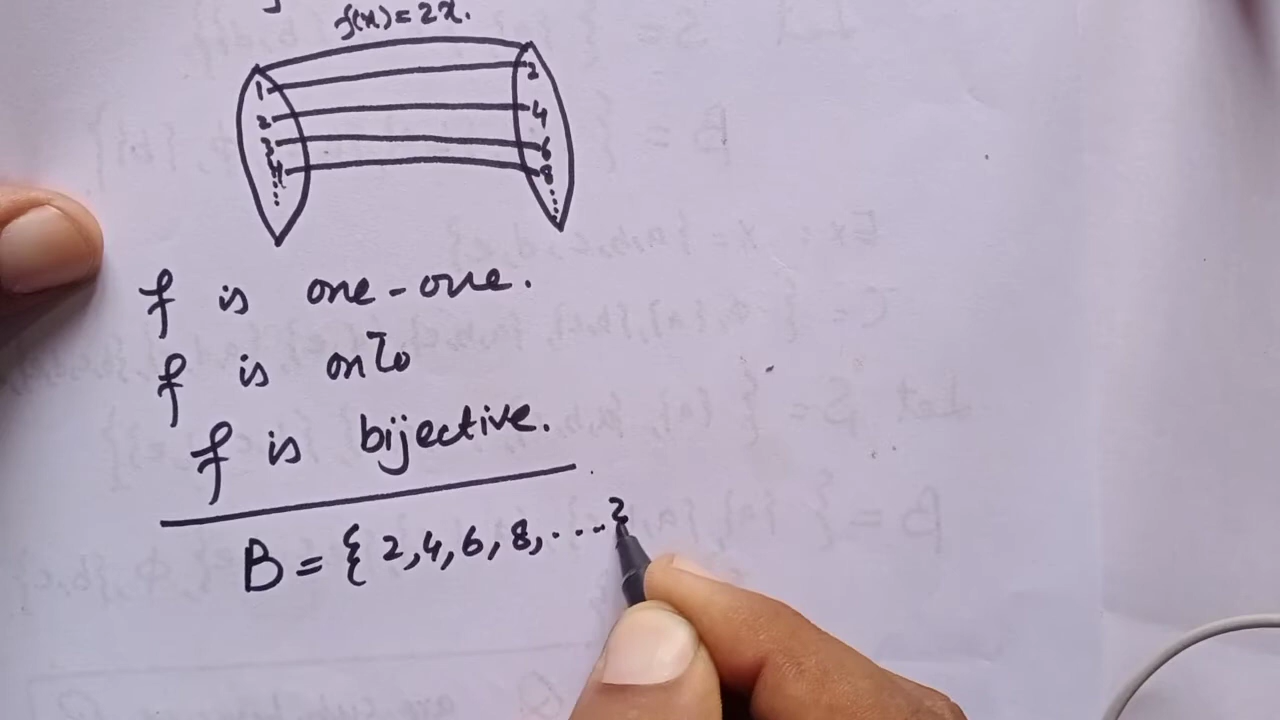 f(x)=2x.
1 2
2 4
3 6
4 8
f is one-one.
f is onto
f is bijective.
B = { 2,4,6,8,....